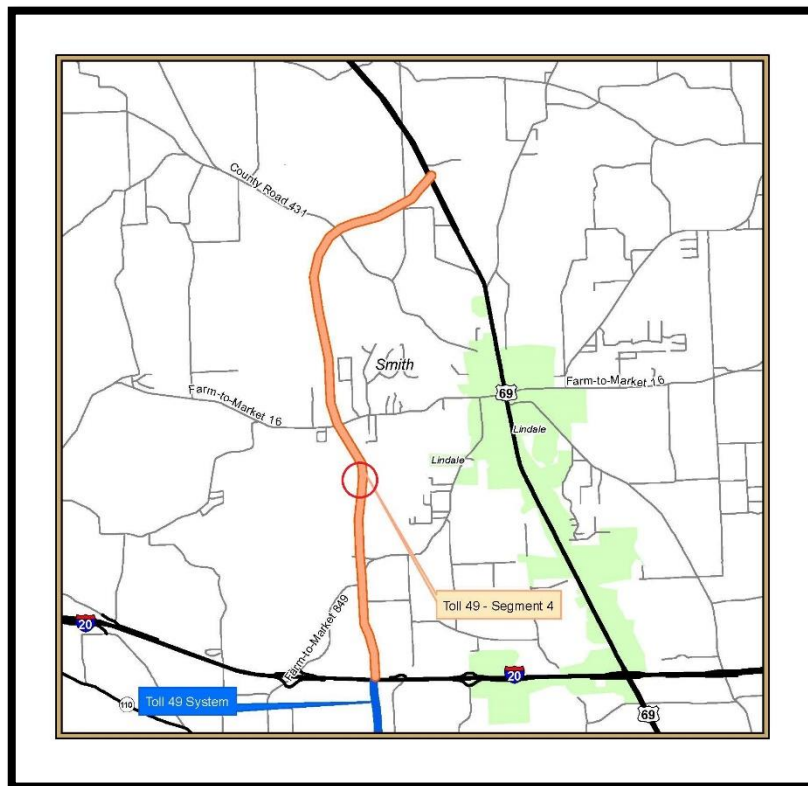 County Road 431
Smith
Farm-to-Market 16
69
Farm-to-Market 16
Lindale
Lindale
Toll 49 - Segment 4
20
Farm-to-Market 849
20
Toll 49 System
110
69